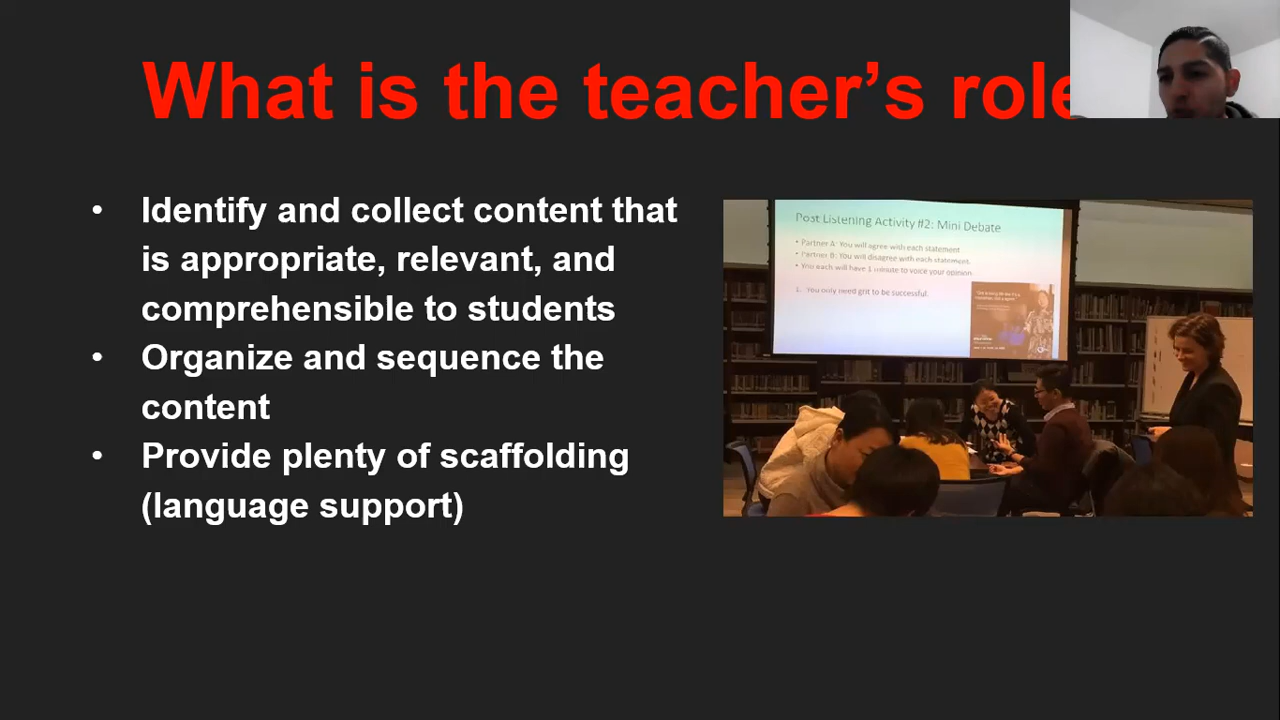 What is the teacher’s role
• Identify and collect content that
is appropriate, relevant, and
comprehensible to students
• Organize and sequence the
content
• Provide plenty of scaffolding
(language support)
Post Listening Activity #2: Mini Debate
• Partner A: You will agree with each statement
• Partner B: You will disagree with each statement.
• You each will have 1 minute to voice your opinion
1. You only need grit to be successful.